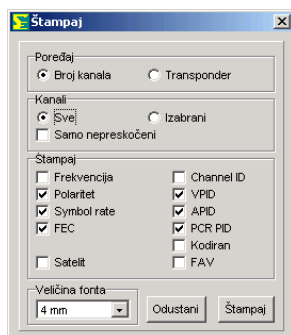 Štampaj
Poređaj
Broj kanala Transponder
Kanali
Sve Izabrani
Samo nepreskočeni
Štampaj
Frekvencija Channel ID
Polaritet VPID
Symbol rate APID
FEC PCR PID
Kodiran
Satelit FAV
Veličina fonta
4 mm Odustani Štampaj